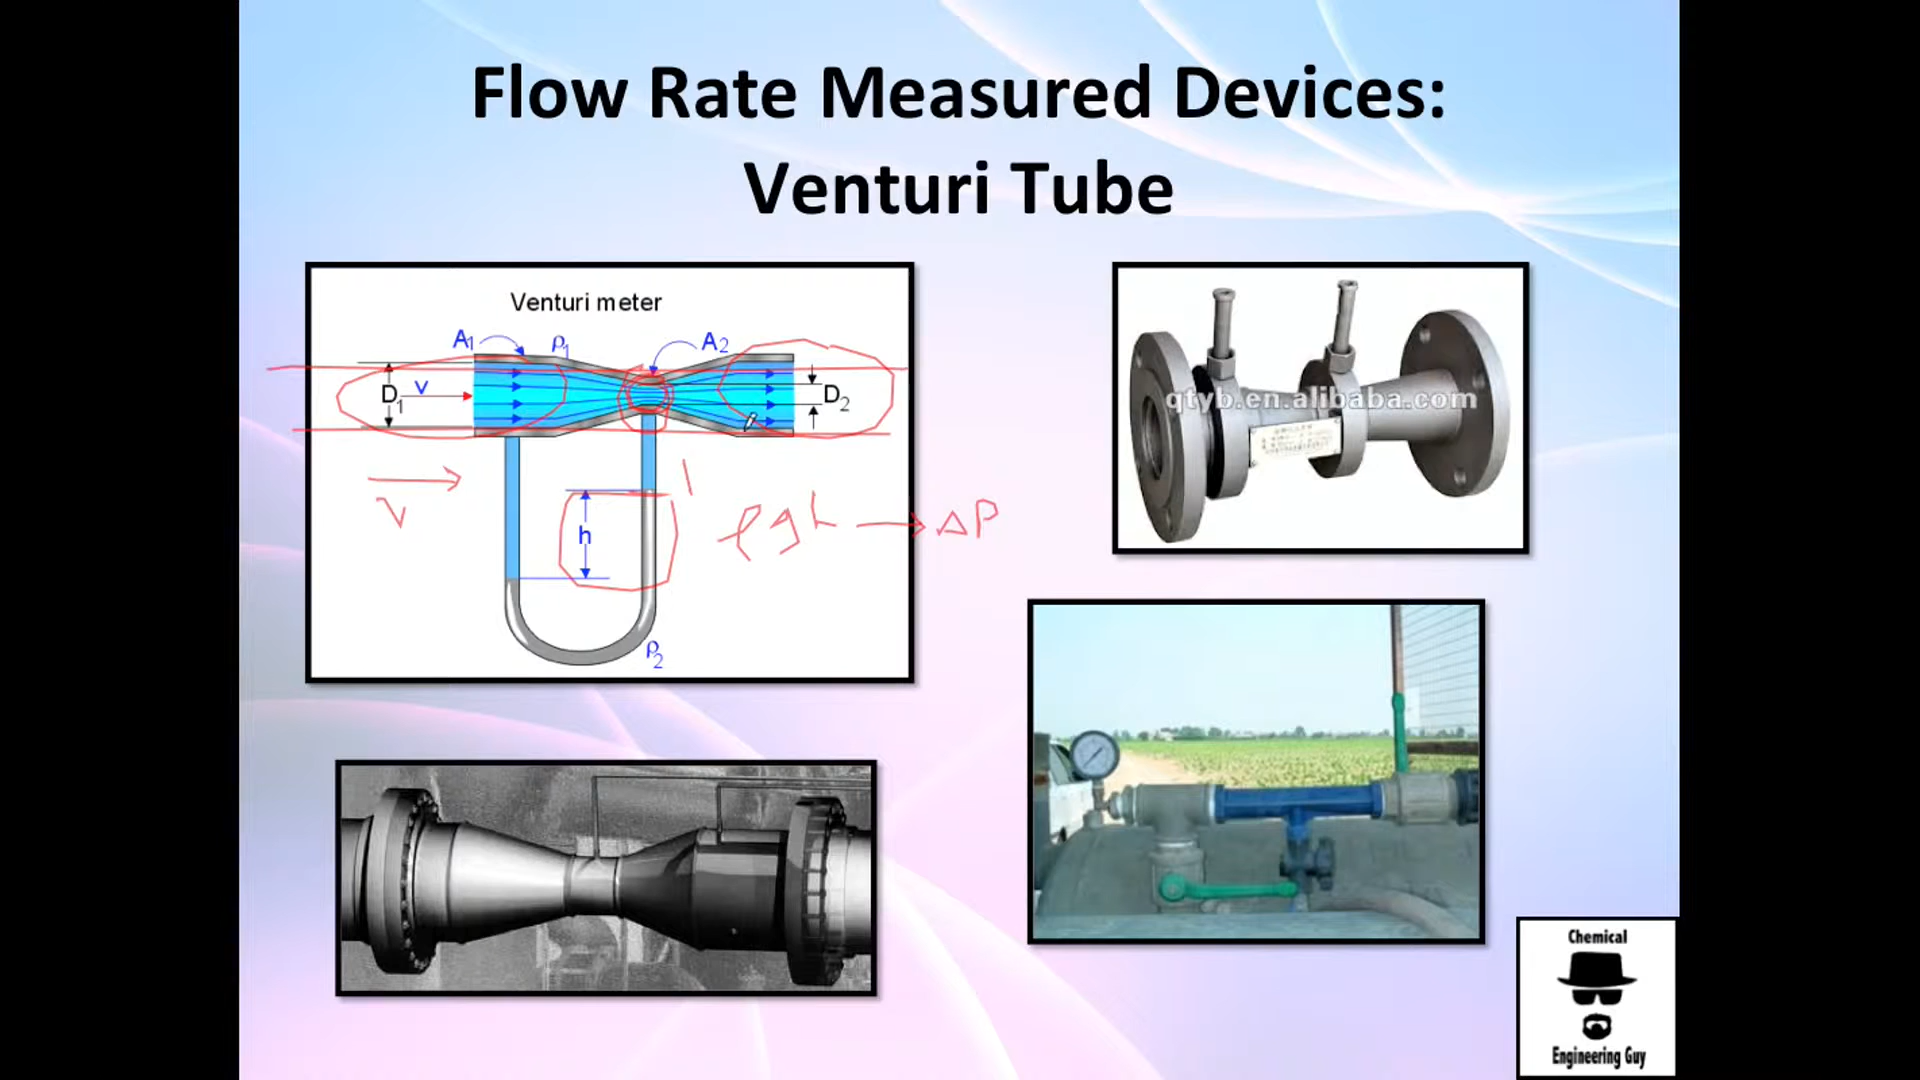 Flow Rate Measured Devices:
Venturi Tube
Venturi meter
A1
ρ1
A2
D1
v
D2
V
h
ρgh → ΔP
ρ2
qtyb.en.alibaba.com
Chemical
Engineering Guy